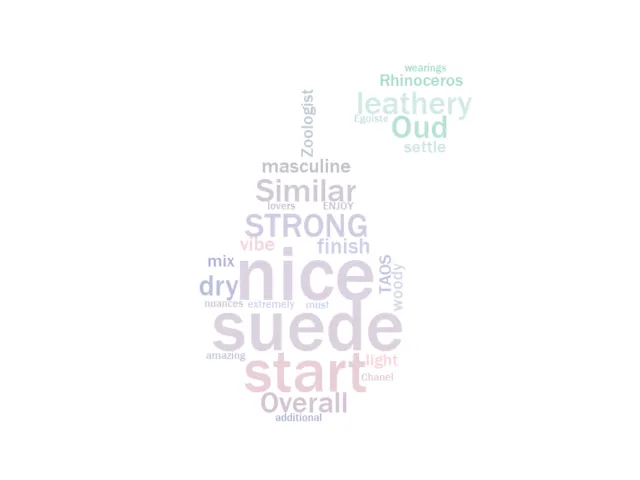 wearings
Rhinoceros
leathery
Egoiste
Oud
settle
Zoologist
masculine
Similar
lovers ENJOY
STRONG
vibe finish
mix nice TAOS
dry woody
nuances extremely must
suede
amazing
start light
Chanel
Overall
additional